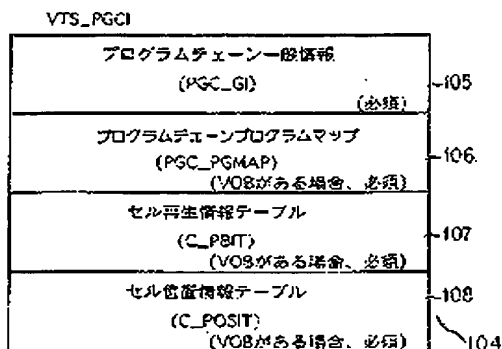 VTS_PGCI
プログラムチェーン一般情報
(PGC_GI)
(必須)
105
プログラムチェーンプログラムマップ
(PGC_PGMAP)
(VOBがある場合、必須)
106
セル再生情報テーブル
(C_PBIT)
(VOBがある場合、必須)
107
セル位置情報テーブル
(C_POSIT)
(VOBがある場合、必須)
108
104